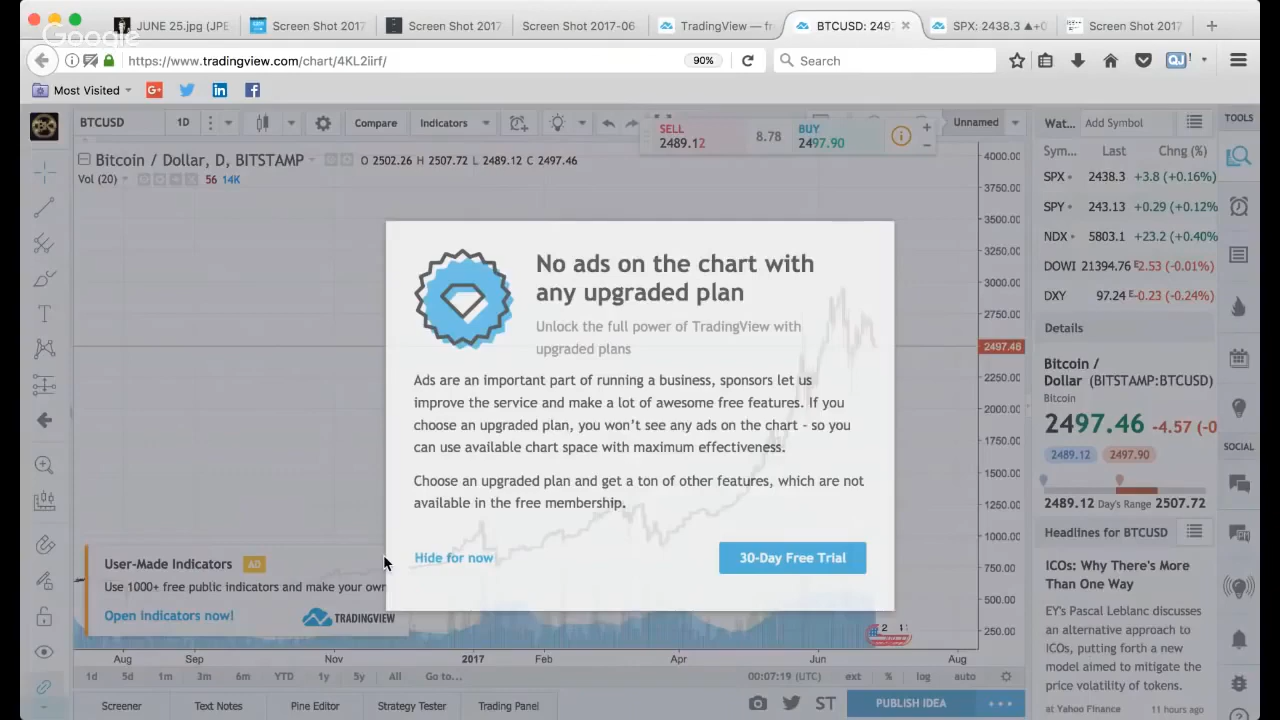 JUNE 25.jpg (JPE
Screen Shot 2017
Screen Shot 2017
Screen Shot 2017-06
TradingView — fr
BTCUSD: 249
SPX: 2438.3 ▲+0
Screen Shot 2017
Google
https://www.tradingview.com/chart/4KL2iirf/
90%
Search
Most Visited
BTCUSD
1D
Compare
Indicators
SELL
2489.12
8.78
BUY
2497.90
Unnamed
Bitcoin / Dollar, D, BITSTAMP
O 2502.26 H 2507.72 L 2489.12 C 2497.46
Vol (20)
56 14K
No ads on the chart with
any upgraded plan
Unlock the full power of TradingView with
upgraded plans
Ads are an important part of running a business, sponsors let us
improve the service and make a lot of awesome free features. If you
choose an upgraded plan, you won't see any ads on the chart - so you
can use available chart space with maximum effectiveness.
Choose an upgraded plan and get a ton of other features, which are not
available in the free membership.
Hide for now
30-Day Free Trial
User-Made Indicators AD
Use 1000+ free public indicators and make your own
Open indicators now!
TRADINGVIEW
4000.00
3750.00
3500.00
3250.00
3000.00
2750.00
2497.46
2250.00
2000.00
1750.00
1500.00
1250.00
1000.00
750.00
500.00
250.00
2
Aug Sep Nov 2017 Feb Apr Jun Aug
1d 5d 1m 3m 6m YTD 1y 5y All Go to...
00:07:19 (UTC) ext % log auto
Screener Text Notes Pine Editor Strategy Tester Trading Panel
ST
PUBLISH IDEA
Wat... Add Symbol
Sym... Last Chng (%)
SPX 2438.3 +3.8 (+0.16%)
SPY 243.13 +0.29 (+0.12%
NDX 5803.1 +23.2 (+0.40%
DOWI 21394.76 E-2.53 (-0.01%)
DXY 97.24 E-0.23 (-0.24%)
Details
Bitcoin /
Dollar (BITSTAMP:BTCUSD)
Bitcoin
2497.46 -4.57 (-0
2489.12 2497.90
2489.12 Day's Range 2507.72
Headlines for BTCUSD
ICOs: Why There's More
Than One Way
EY's Pascal Leblanc discusses
an alternative approach to
ICOs, putting forth a new
model aimed to mitigate the
price volatility of tokens.
at Yahoo Finance 11 hours ago
TOOLS
SOCIAL